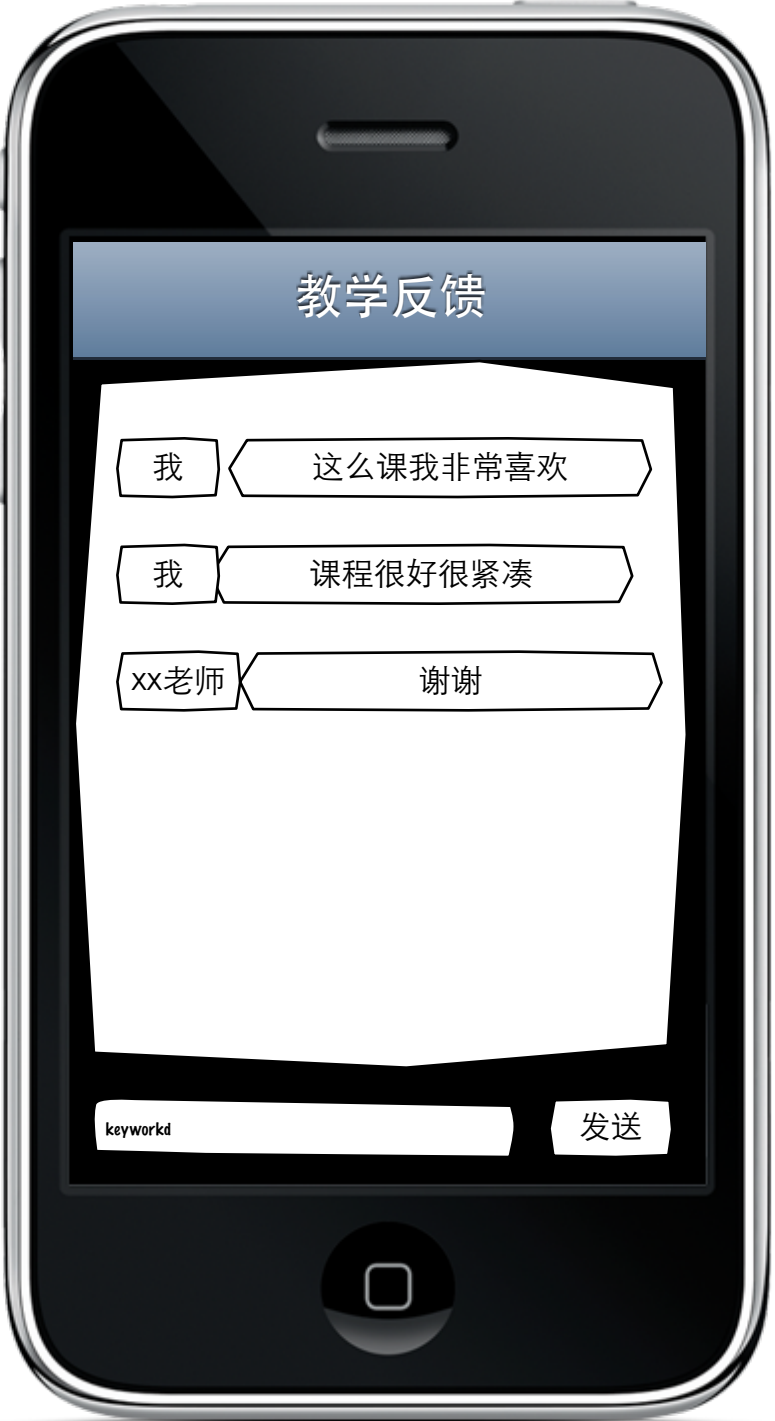 教学反馈
我 这么课我非常喜欢
我 课程很好很紧凑
xx老师 谢谢
keyworkd 发送